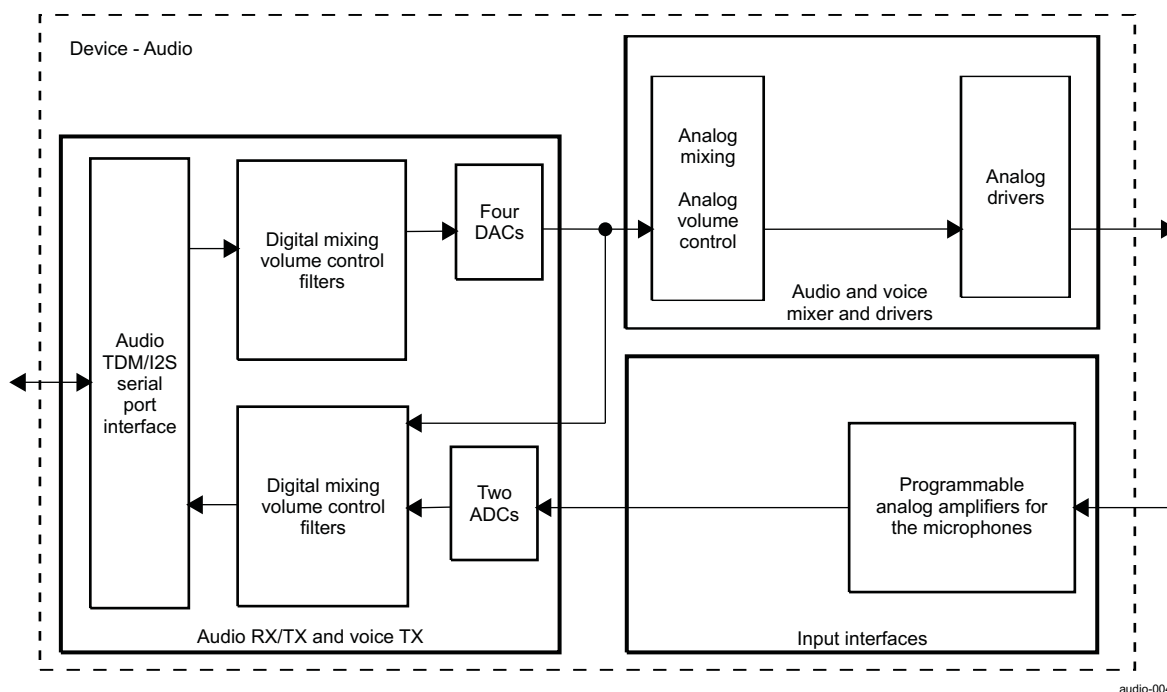 Device - Audio
Analog
mixing
Analog
volume
control
Analog
drivers
Audio and voice
mixer and drivers
Four
DACs
Digital mixing
volume control
filters
Audio
TDM/I2S
serial
port
interface
Digital mixing
volume control
filters
Two
ADCs
Audio RX/TX and voice TX
Programmable
analog amplifiers for
the microphones
Input interfaces